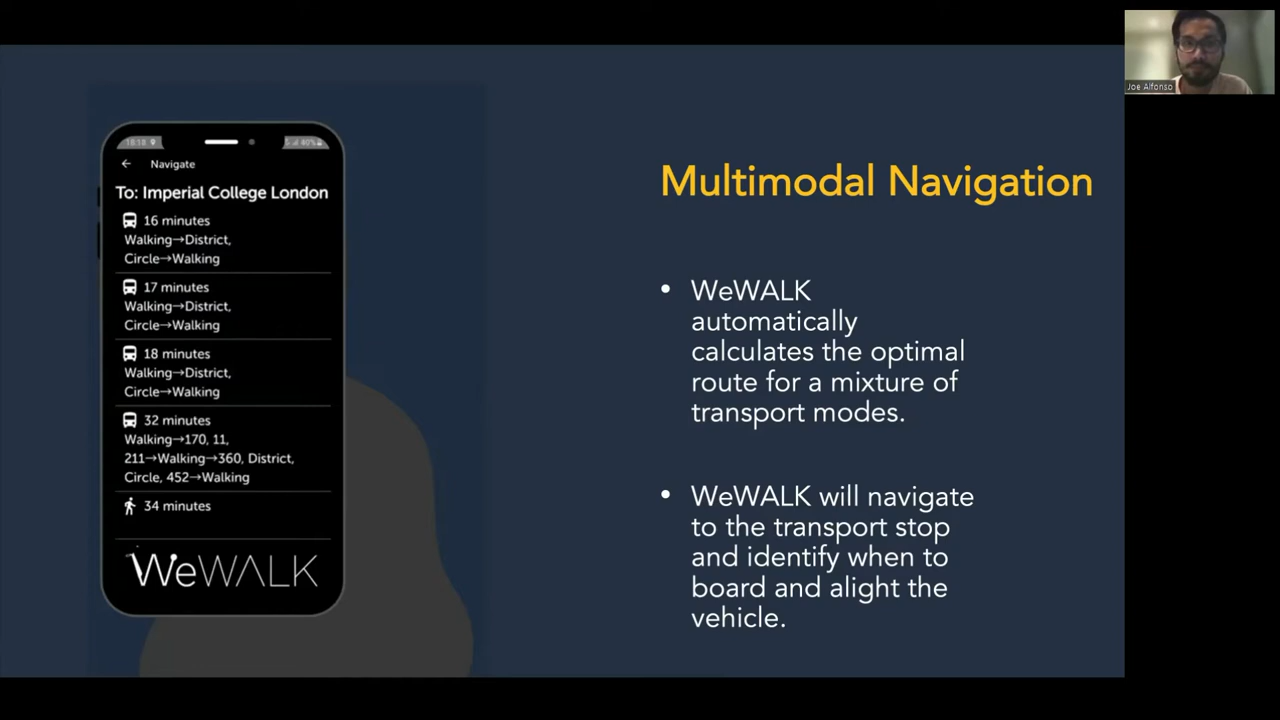 18:18
40%
Navigate
To: Imperial College London
16 minutes
Walking→District,
Circle→Walking
17 minutes
Walking→District,
Circle→Walking
18 minutes
Walking→District,
Circle→Walking
32 minutes
Walking→170, 11,
211→Walking→360, District,
Circle, 452→Walking
34 minutes
WeWALK
Multimodal Navigation
• WeWALK
automatically
calculates the optimal
route for a mixture of
transport modes.
• WeWALK will navigate
to the transport stop
and identify when to
board and alight the
vehicle.
Joe Alfonso